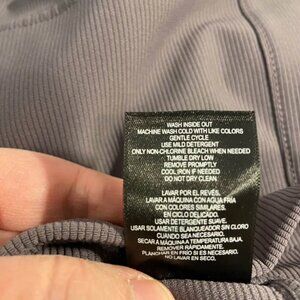 WASH INSIDE OUT
MACHINE WASH COLD WITH LIKE COLORS
GENTLE CYCLE
USE MILD DETERGENT
ONLY NON-CHLORINE BLEACH WHEN NEEDED
TUMBLE DRY LOW
REMOVE PROMPTLY
COOL IRON IF NEEDED
DO NOT DRY CLEAN.
LAVAR POR EL REVÉS.
LAVAR A MÁQUINA CON AGUA FRÍA
CON COLORES SIMILARES.
EN CICLO DELICADO.
USAR DETERGENTE SUAVE.
USAR SOLAMENTE BLANQUEADOR SIN CLORO
CUANDO SEA NECESARIO.
SECAR A MÁQUINA A TEMPERATURA BAJA.
REMOVER RÁPIDAMENTE.
PLANCHAR EN FRÍO SI ES NECESARIO
NO LAVAR EN SECO.